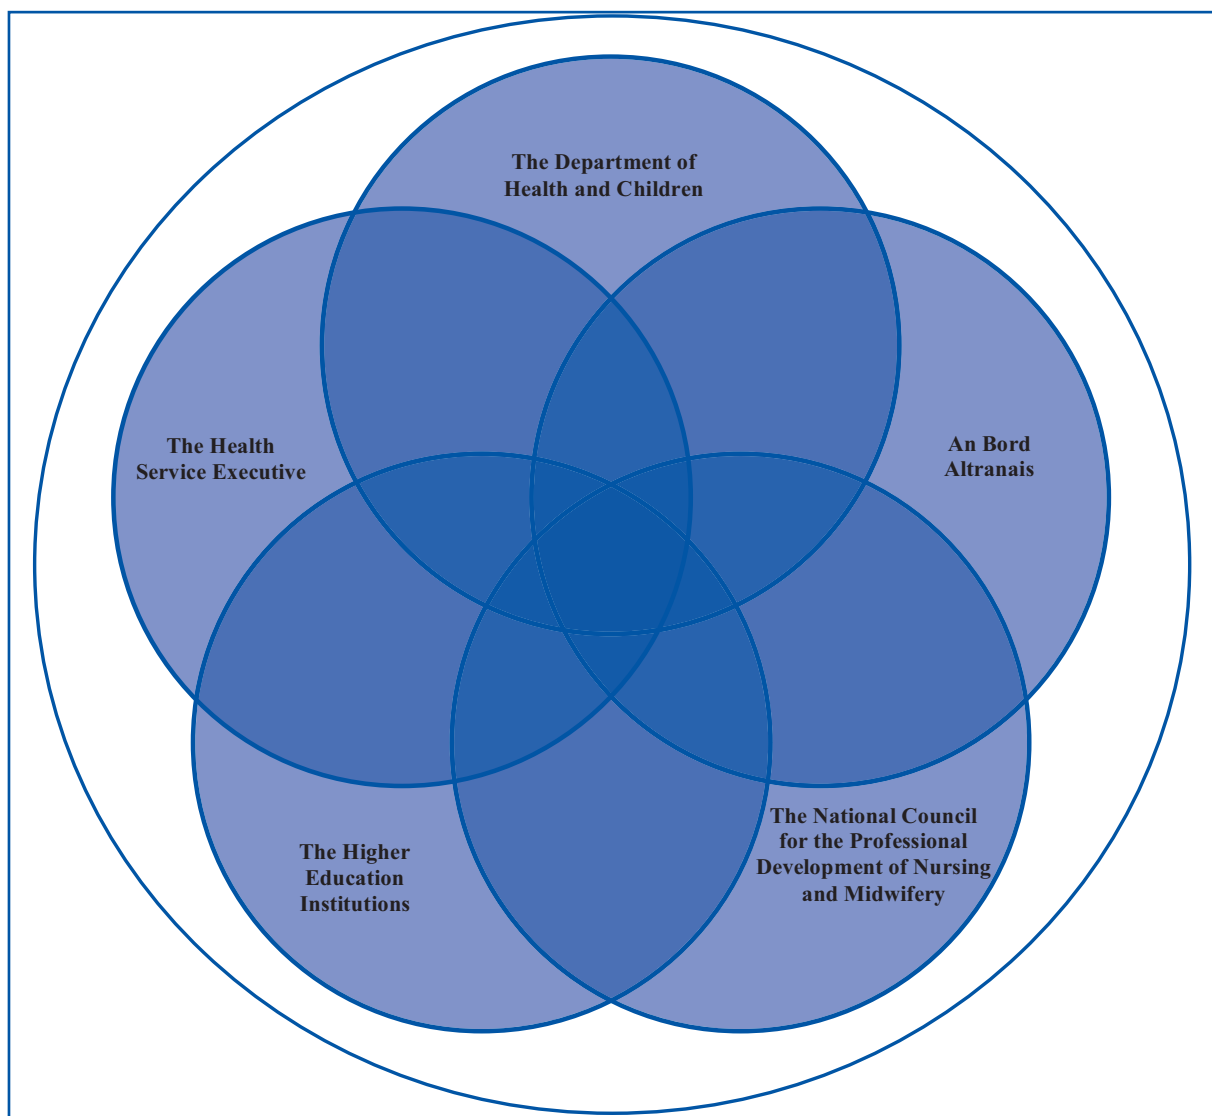 The Department of
Health and Children
The Health
Service Executive
An Bord
Altranais
The Higher
Education
Institutions
The National Council
for the Professional
Development of Nursing
and Midwifery